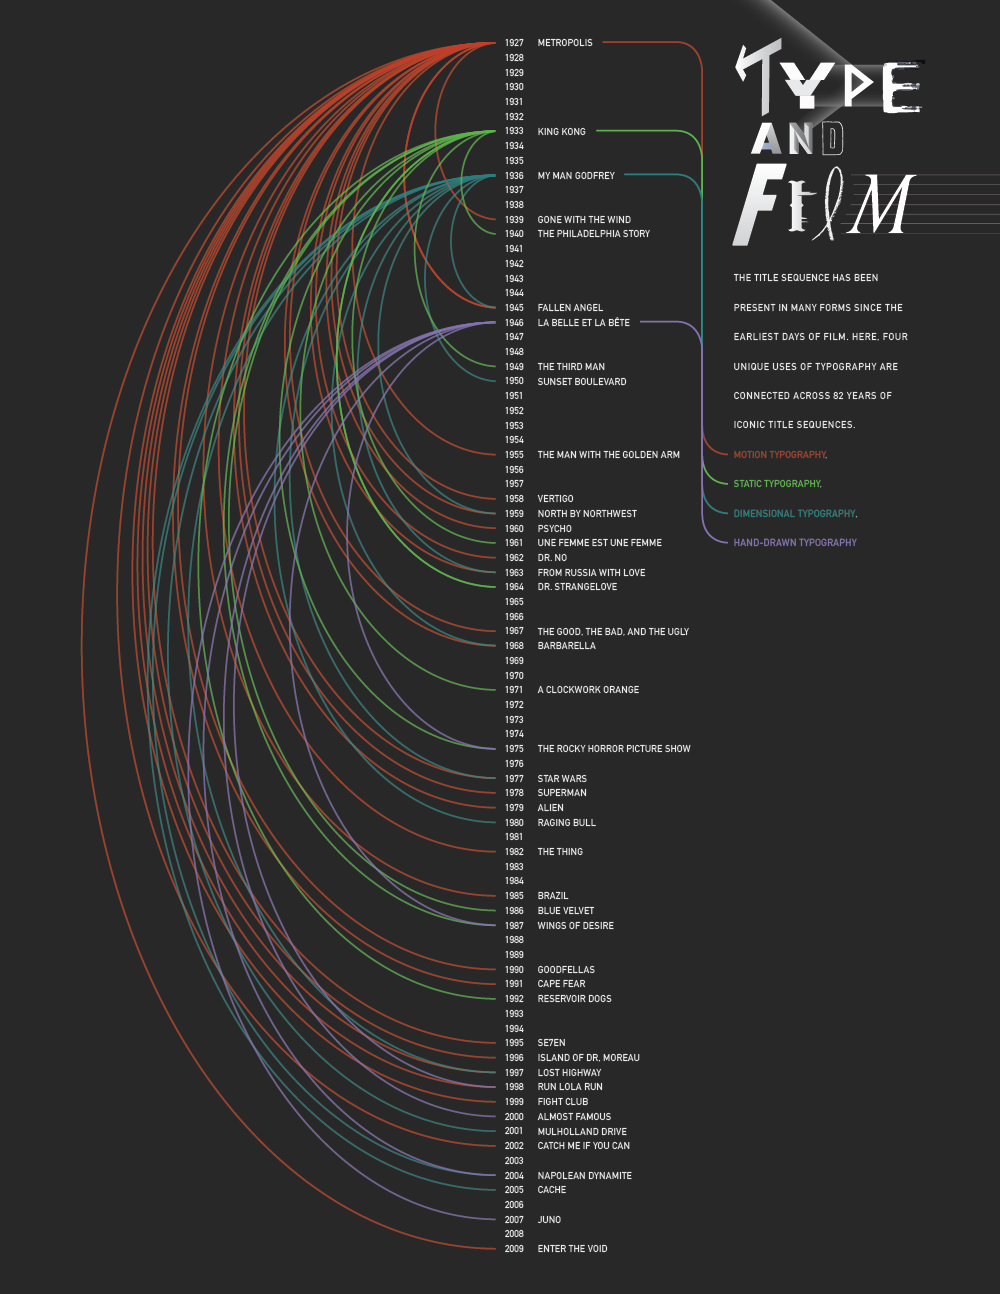 TYPE
AND
FILM
THE TITLE SEQUENCE HAS BEEN
PRESENT IN MANY FORMS SINCE THE
EARLIEST DAYS OF FILM. HERE, FOUR
UNIQUE USES OF TYPOGRAPHY ARE
CONNECTED ACROSS 82 YEARS OF
ICONIC TITLE SEQUENCES.
MOTION TYPOGRAPHY,
STATIC TYPOGRAPHY,
DIMENSIONAL TYPOGRAPHY,
HAND-DRAWN TYPOGRAPHY
1927 METROPOLIS
1928
1929
1930
1931
1932
1933 KING KONG
1934
1935
1936 MY MAN GODFREY
1937
1938
1939 GONE WITH THE WIND
1940 THE PHILADELPHIA STORY
1941
1942
1943
1944
1945 FALLEN ANGEL
1946 LA BELLE ET LA BÊTE
1947
1948
1949 THE THIRD MAN
1950 SUNSET BOULEVARD
1951
1952
1953
1954
1955 THE MAN WITH THE GOLDEN ARM
1956
1957
1958 VERTIGO
1959 NORTH BY NORTHWEST
1960 PSYCHO
1961 UNE FEMME EST UNE FEMME
1962 DR. NO
1963 FROM RUSSIA WITH LOVE
1964 DR. STRANGELOVE
1965
1966
1967 THE GOOD, THE BAD, AND THE UGLY
1968 BARBARELLA
1969
1970
1971 A CLOCKWORK ORANGE
1972
1973
1974
1975 THE ROCKY HORROR PICTURE SHOW
1976
1977 STAR WARS
1978 SUPERMAN
1979 ALIEN
1980 RAGING BULL
1981
1982 THE THING
1983
1984
1985 BRAZIL
1986 BLUE VELVET
1987 WINGS OF DESIRE
1988
1989
1990 GOODFELLAS
1991 CAPE FEAR
1992 RESERVOIR DOGS
1993
1994
1995 SE7EN
1996 ISLAND OF DR. MOREAU
1997 LOST HIGHWAY
1998 RUN LOLA RUN
1999 FIGHT CLUB
2000 ALMOST FAMOUS
2001 MULHOLLAND DRIVE
2002 CATCH ME IF YOU CAN
2003
2004 NAPOLEAN DYNAMITE
2005 CACHE
2006
2007 JUNO
2008
2009 ENTER THE VOID